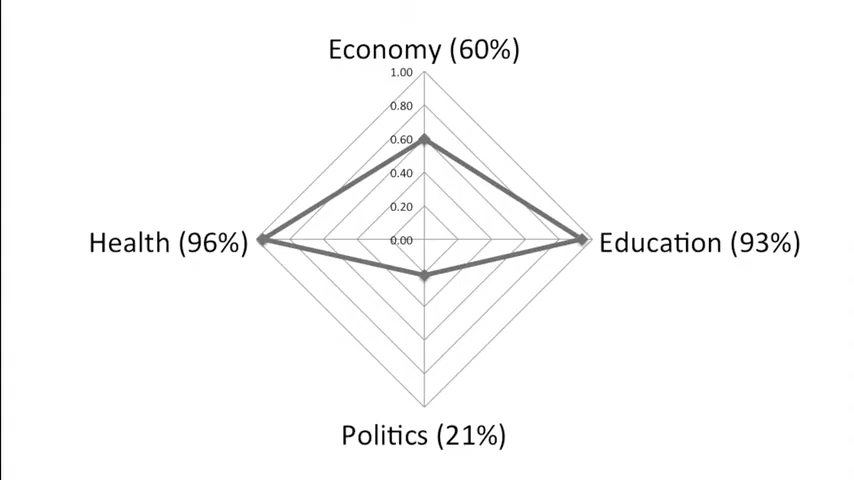 Economy (60%)
1.00
0.80
0.60
0.40
0.20
0.00
Health (96%)
Education (93%)
Politics (21%)